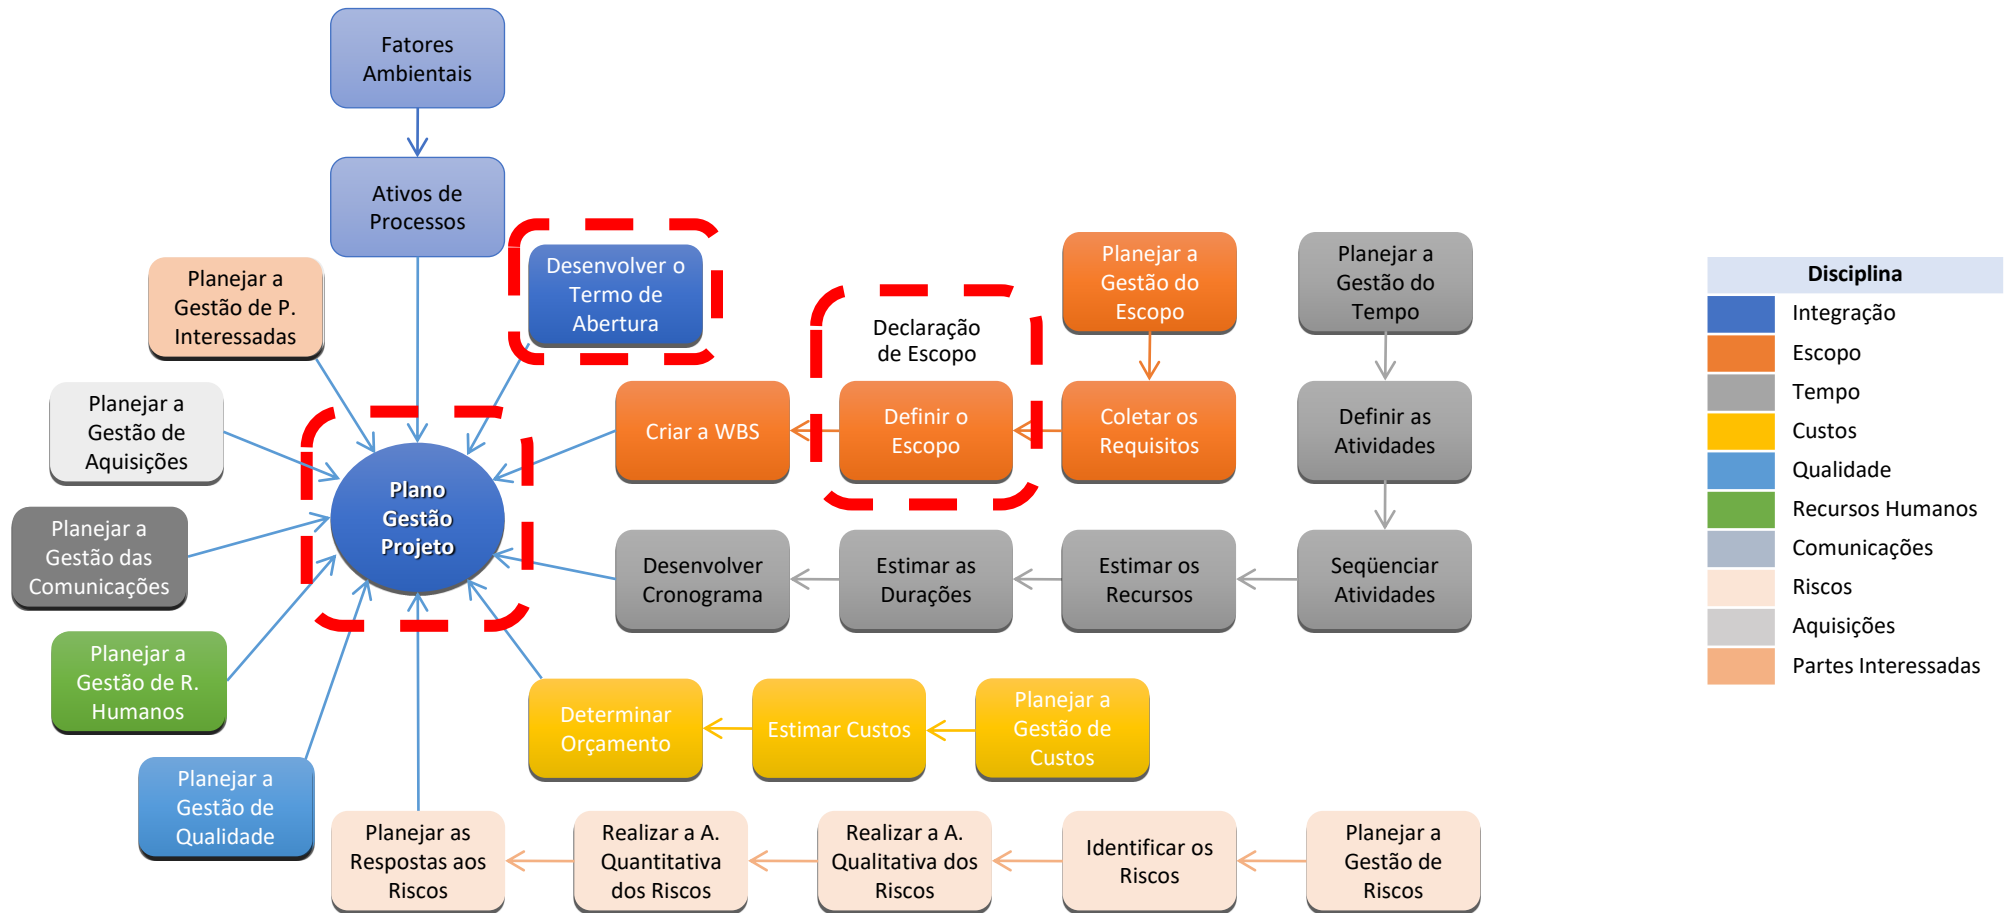 Fatores
Ambientais
Ativos de
Processos
Desenvolver o
Termo de
Abertura
Planejar a
Gestão do
Escopo
Planejar a
Gestão do
Tempo
Planejar a
Gestão de P.
Interessadas
Declaração
de Escopo
Planejar a
Gestão de
Aquisições
Criar a WBS
Definir o
Escopo
Coletar os
Requisitos
Definir as
Atividades
Plano
Gestão
Projeto
Planejar a
Gestão das
Comunicações
Desenvolver
Cronograma
Estimar as
Durações
Estimar os
Recursos
Seqüenciar
Atividades
Planejar a
Gestão de R.
Humanos
Determinar
Orçamento
Estimar Custos
Planejar a
Gestão de
Custos
Planejar a
Gestão de
Qualidade
Planejar as
Respostas aos
Riscos
Realizar a A.
Quantitativa
dos Riscos
Realizar a A.
Qualitativa dos
Riscos
Identificar os
Riscos
Planejar a
Gestão de
Riscos
Disciplina
Integração
Escopo
Tempo
Custos
Qualidade
Recursos Humanos
Comunicações
Riscos
Aquisições
Partes Interessadas